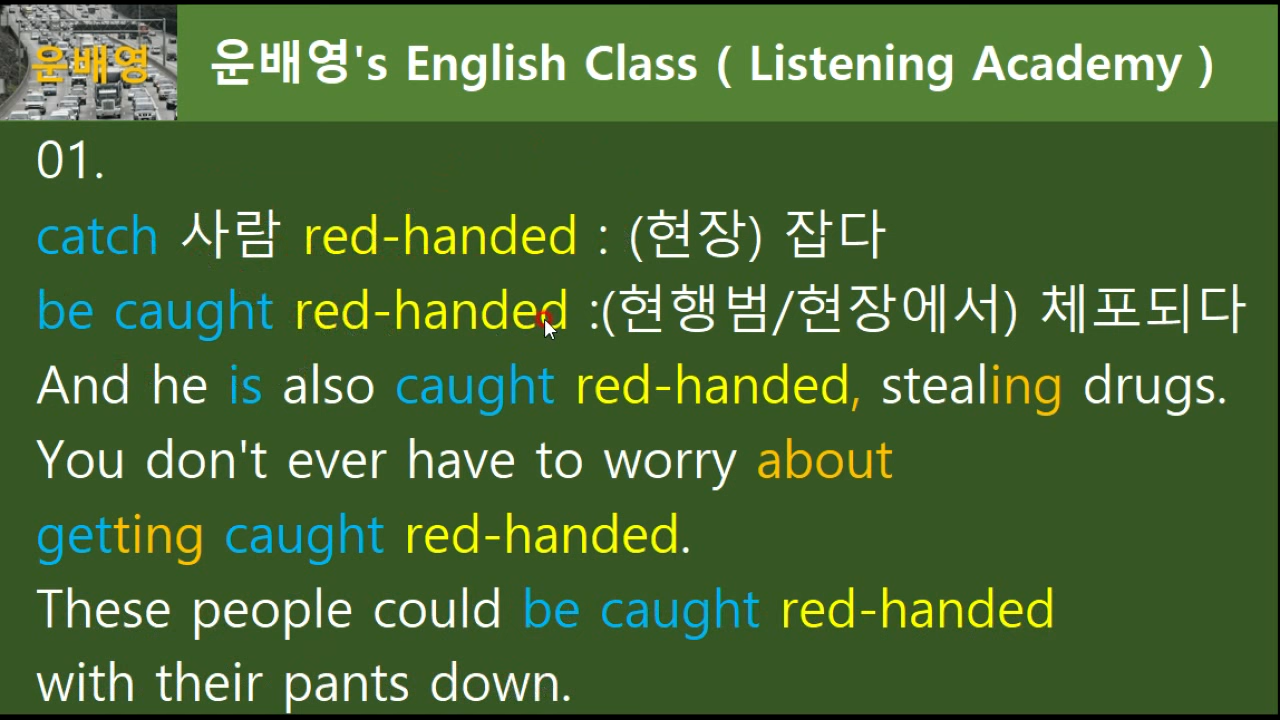 운배영
운배영's English Class ( Listening Academy )
01.
catch 사람 red-handed : (현장) 잡다
be caught red-handed :(현행범/현장에서) 체포되다
And he is also caught red-handed, stealing drugs.
You don't ever have to worry about
getting caught red-handed.
These people could be caught red-handed
with their pants down.